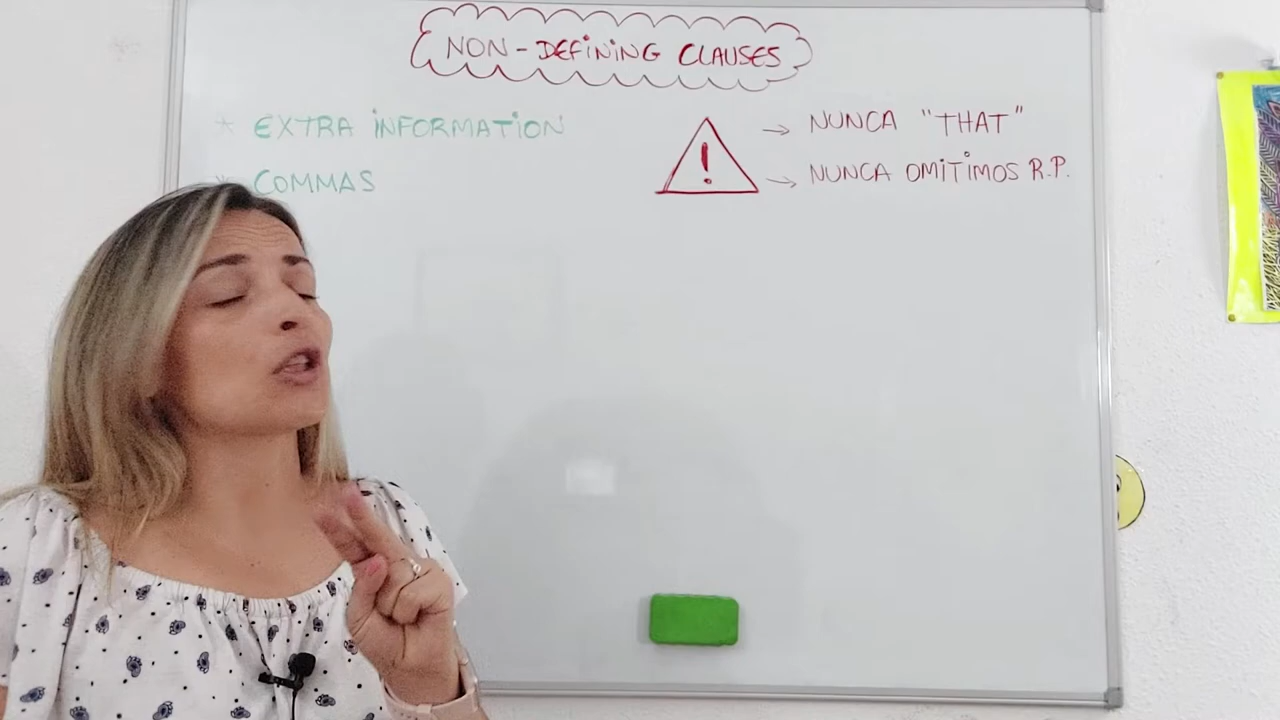 NON-DEFINING CLAUSES
* EXTRA INFORMATION
* COMMAS
! → NUNCA "THAT"
→ NUNCA OMITIMOS R.P.